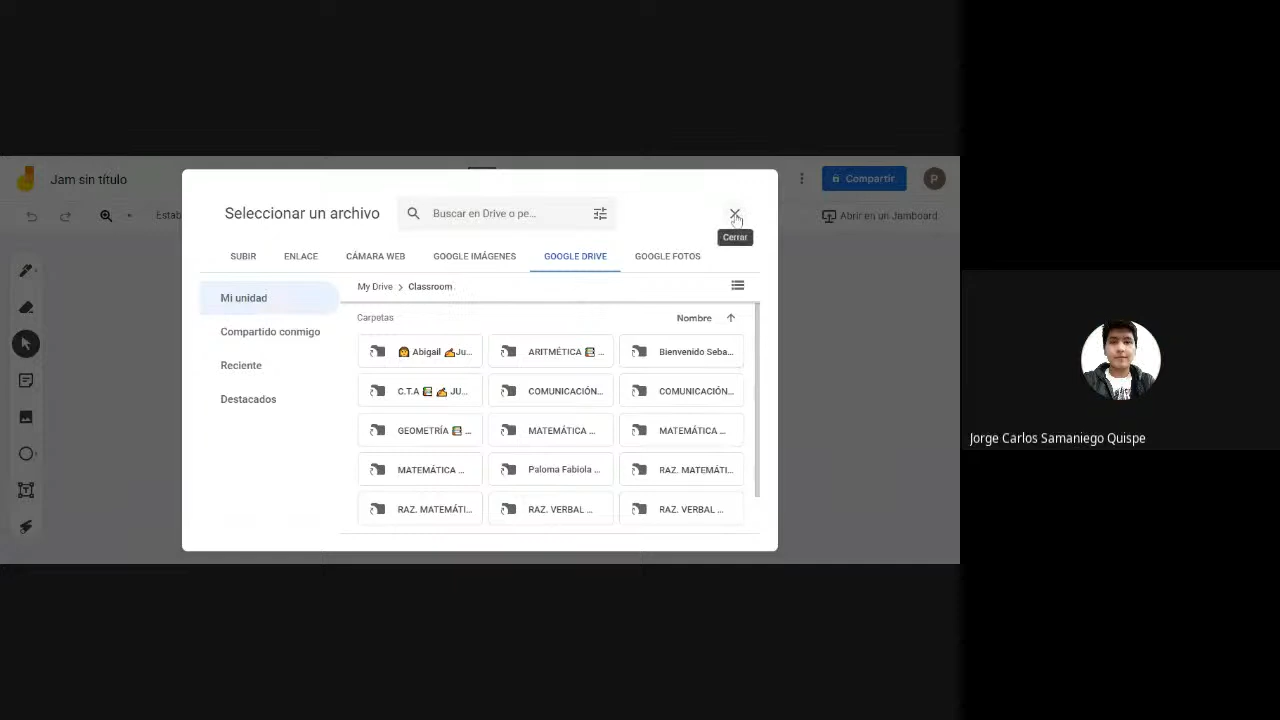 Jam sin título
Compartir
P
Estab
Abrir en un Jamboard
Seleccionar un archivo
Buscar en Drive o pe...
Cerrar
SUBIR
ENLACE
CÁMARA WEB
GOOGLE IMÁGENES
GOOGLE DRIVE
GOOGLE FOTOS
Mi unidad
Compartido conmigo
Reciente
Destacados
My Drive > Classroom
Carpetas
Nombre
👩 Abigail ✍Ju...
ARITMÉTICA 📗 ...
Bienvenido Seba...
C.T.A 📗 ✍ JU...
COMUNICACIÓN...
COMUNICACIÓN...
GEOMETRÍA 📗 ...
MATEMÁTICA ...
MATEMÁTICA ...
MATEMÁTICA ...
Paloma Fabiola ...
RAZ. MATEMÁTI...
RAZ. MATEMÁTI...
RAZ. VERBAL ...
RAZ. VERBAL ...
Jorge Carlos Samaniego Quispe